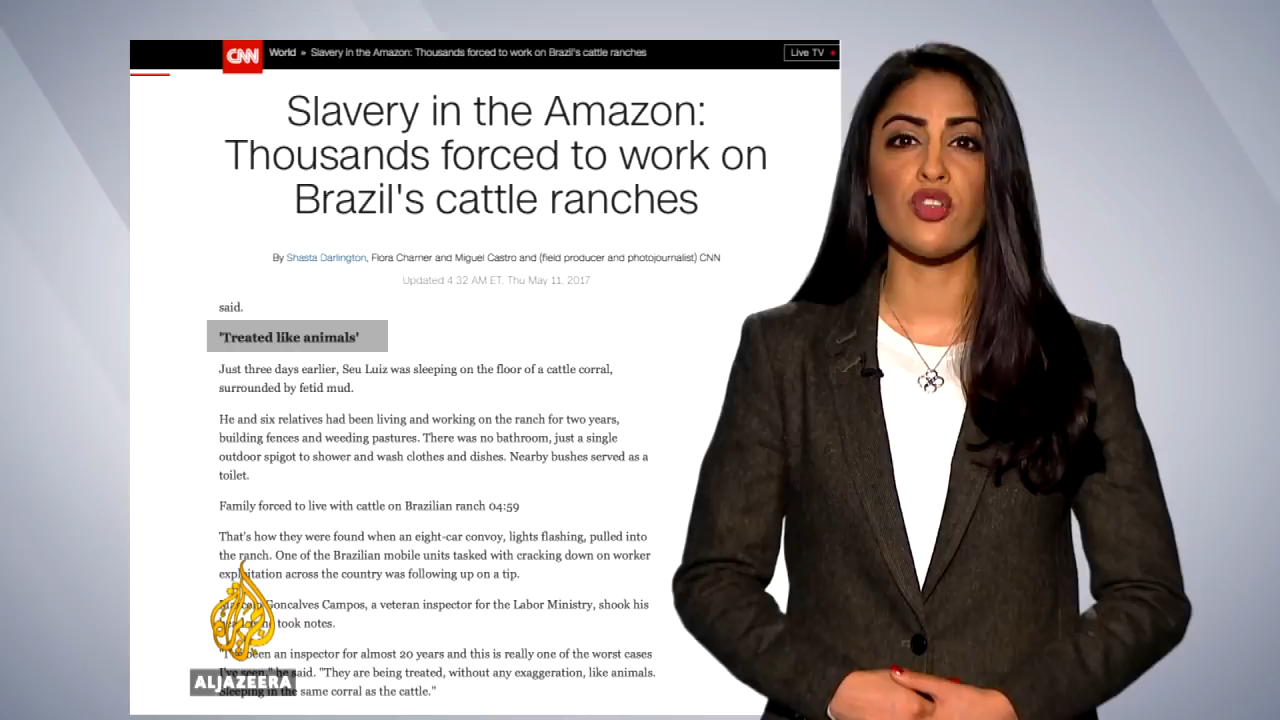 CNN World » Slavery in the Amazon: Thousands forced to work on Brazil's cattle ranches Live TV
Slavery in the Amazon:
Thousands forced to work on
Brazil's cattle ranches
By Shasta Darlington, Flora Charner and Miguel Castro and (field producer and photojournalist) CNN
Updated 4:32 AM ET, Thu May 11, 2017
said.
'Treated like animals'
Just three days earlier, Seu Luiz was sleeping on the floor of a cattle corral,
surrounded by fetid mud.
He and six relatives had been living and working on the ranch for two years,
building fences and weeding pastures. There was no bathroom, just a single
outdoor spigot to shower and wash clothes and dishes. Nearby bushes served as a
toilet.
Family forced to live with cattle on Brazilian ranch 04:59
That's how they were found when an eight-car convoy, lights flashing, pulled into
the ranch. One of the Brazilian mobile units tasked with cracking down on worker
exploitation across the country was following up on a tip.
Goncalves Campos, a veteran inspector for the Labor Ministry, shook his
took notes.
"I've been an inspector for almost 20 years and this is really one of the worst cases
I've seen," he said. "They are being treated, without any exaggeration, like animals.
Sleeping in the same corral as the cattle."
ALJAZEERA